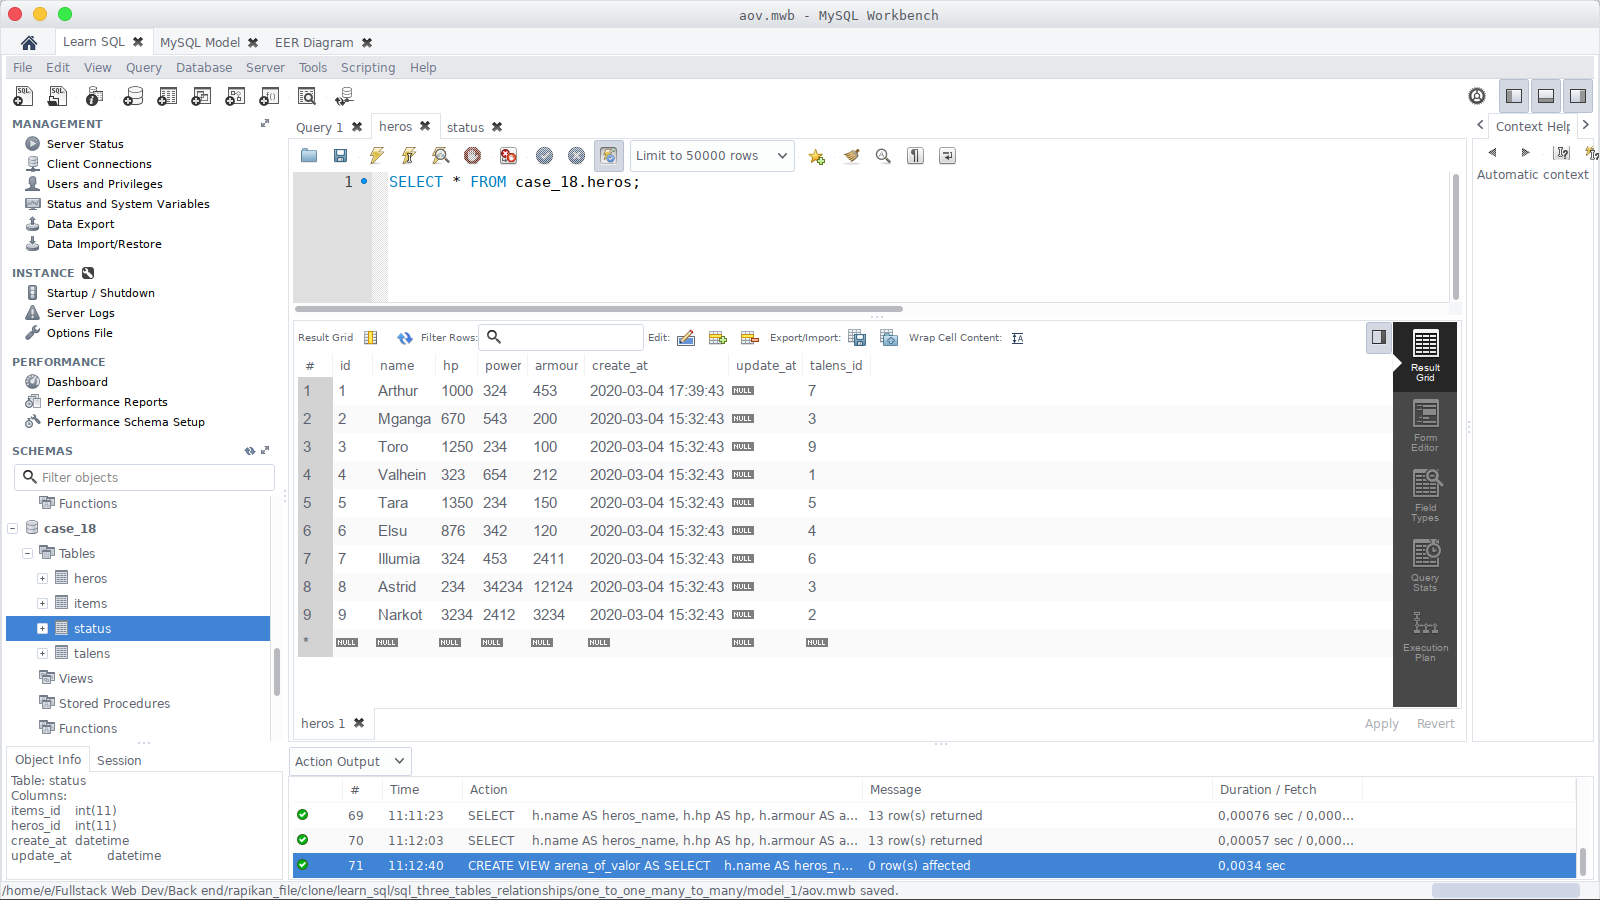 aov.mwb - MySQL Workbench
Learn SQL MySQL Model EER Diagram
File Edit View Query Database Server Tools Scripting Help
MANAGEMENT
Server Status
Client Connections
Users and Privileges
Status and System Variables
Data Export
Data Import/Restore
INSTANCE
Startup / Shutdown
Server Logs
Options File
PERFORMANCE
Dashboard
Performance Reports
Performance Schema Setup
SCHEMAS
Filter objects
Functions
case_18
Tables
heros
items
status
talens
Views
Stored Procedures
Functions
Object Info Session
Table: status
Columns:
items_id int(11)
heros_id int(11)
create_at datetime
update_at datetime
Query 1 heros status
Limit to 50000 rows
1 SELECT * FROM case_18.heros;
Result Grid Filter Rows: Edit: Export/Import: Wrap Cell Content:
# id name hp power armour create_at update_at talens_id
1 1 Arthur 1000 324 453 2020-03-04 17:39:43 NULL 7
2 2 Mganga 670 543 200 2020-03-04 15:32:43 NULL 3
3 3 Toro 1250 234 100 2020-03-04 15:32:43 NULL 9
4 4 Valhein 323 654 212 2020-03-04 15:32:43 NULL 1
5 5 Tara 1350 234 150 2020-03-04 15:32:43 NULL 5
6 6 Elsu 876 342 120 2020-03-04 15:32:43 NULL 4
7 7 Illumia 324 453 2411 2020-03-04 15:32:43 NULL 6
8 8 Astrid 234 34234 12124 2020-03-04 15:32:43 NULL 3
9 9 Narkot 3234 2412 3234 2020-03-04 15:32:43 NULL 2
* NULL NULL NULL NULL NULL NULL NULL NULL
Result
Grid
Form
Editor
Field
Types
Query
Stats
Execution
Plan
heros 1 Apply Revert
Context Help
Automatic context
Action Output
# Time Action Message Duration / Fetch
69 11:11:23 SELECT h.name AS heros_name, h.hp AS hp, h.armour AS a... 13 row(s) returned 0,00076 sec / 0,000...
70 11:12:03 SELECT h.name AS heros_name, h.hp AS hp, h.armour AS a... 13 row(s) returned 0,00057 sec / 0,000...
71 11:12:40 CREATE VIEW arena_of_valor AS SELECT h.name AS heros_n... 0 row(s) affected 0,0034 sec
/home/e/Fullstack Web Dev/Back end/rapikan_file/clone/learn_sql/sql_three_tables_relationships/one_to_one_many_to_many/model_1/aov.mwb saved.